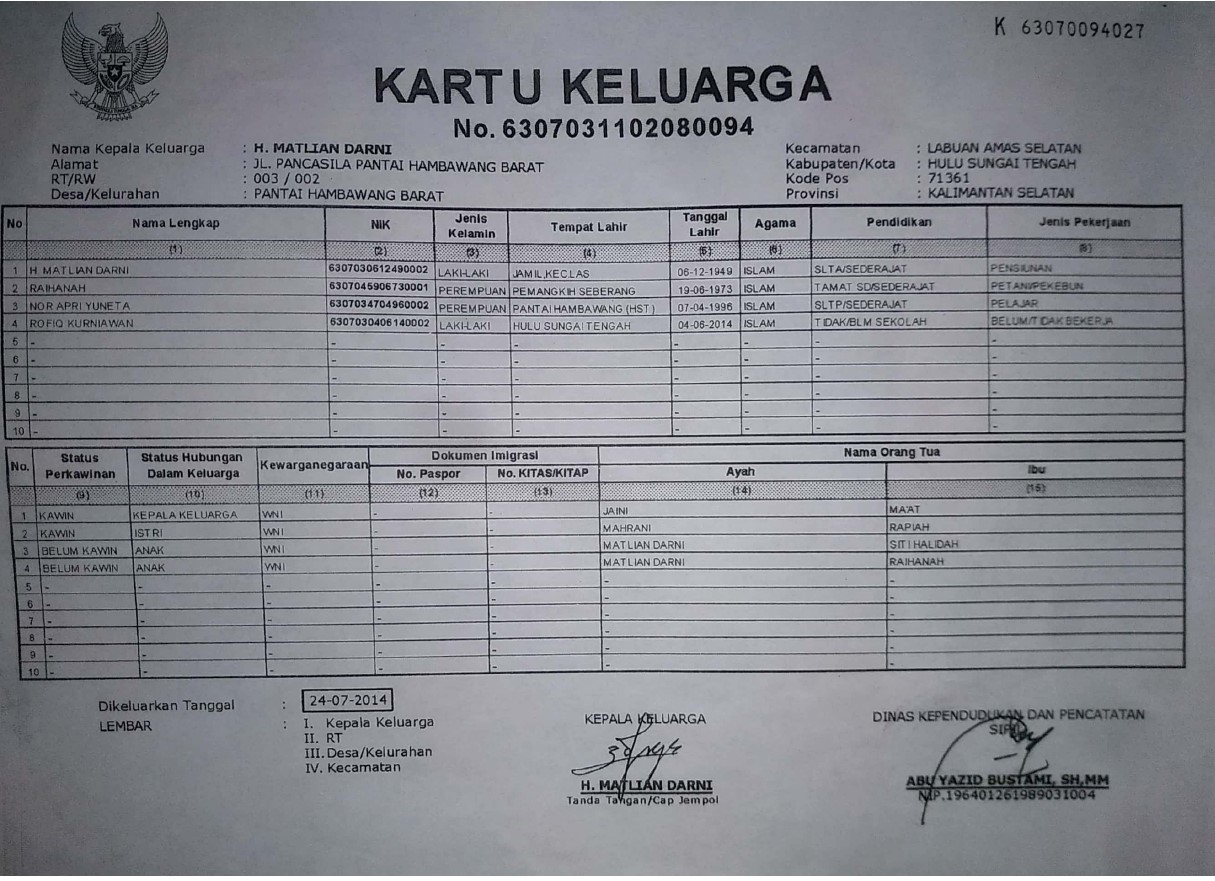 K 63070094027
KARTU KELUARGA
No. 6307031102080094
Nama Kepala Keluarga : H. MATLIAN DARNI
Alamat : JL. PANCASILA PANTAI HAMBAWANG BARAT
RT/RW : 003 / 002
Desa/Kelurahan : PANTAI HAMBAWANG BARAT
Kecamatan : LABUAN AMAS SELATAN
Kabupaten/Kota : HULU SUNGAI TENGAH
Kode Pos : 71361
Provinsi : KALIMANTAN SELATAN
No Nama Lengkap NIK Jenis Kelamin Tempat Lahir Tanggal Lahir Agama Pendidikan Jenis Pekerjaan
(1) (2) (3) (4) (5) (6) (7) (8)
1 H. MATLIAN DARNI 6307030612490002 LAKI-LAKI JAMIL,KEC.LAS 06-12-1949 ISLAM SLTA/SEDERAJAT PENSIUNAN
2 RAIHANAH 6307045906730001 PEREMPUAN PEMANGKIH SEBERANG 19-06-1973 ISLAM TAMAT SD/SEDERAJAT PETANI/PEKEBUN
3 NOR APRI YUNETA 6307034704960002 PEREMPUAN PANTAI HAMBAWANG (HST) 07-04-1996 ISLAM SLTP/SEDERAJAT PELAJAR
4 ROFIQ KURNIAWAN 6307030406140002 LAKI-LAKI HULU SUNGAI TENGAH 04-06-2014 ISLAM TIDAK/BLM SEKOLAH BELUM/TIDAK BEKERJA
5 - - - - - - - -
6 - - - - - - - -
7 - - - - - - - -
8 - - - - - - - -
9 - - - - - - - -
10 - - - - - - - -
No. Status Perkawinan Status Hubungan Dalam Keluarga Kewarganegaraan Dokumen Imigrasi Nama Orang Tua
No. Paspor No. KITAS/KITAP Ayah Ibu
(9) (10) (11) (12) (13) (14) (15)
1 KAWIN KEPALA KELUARGA WNI - - JAINI MA'AT
2 KAWIN ISTRI WNI - - MAHRANI RAPIAH
3 BELUM KAWIN ANAK WNI - - MATLIAN DARNI SITI HALIDAH
4 BELUM KAWIN ANAK WNI - - MATLIAN DARNI RAIHANAH
5 - - - - - - -
6 - - - - - - -
7 - - - - - - -
8 - - - - - - -
9 - - - - - - -
10 - - - - - - -
Dikeluarkan Tanggal : 24-07-2014
LEMBAR : I. Kepala Keluarga
II. RT
III. Desa/Kelurahan
IV. Kecamatan
KEPALA KELUARGA
H. MATLIAN DARNI
Tanda Tangan/Cap Jempol
DINAS KEPENDUDUKAN DAN PENCATATAN
SIPIL
ABU YAZID BUSTAMI, SH,MM
NIP.196401261989031004